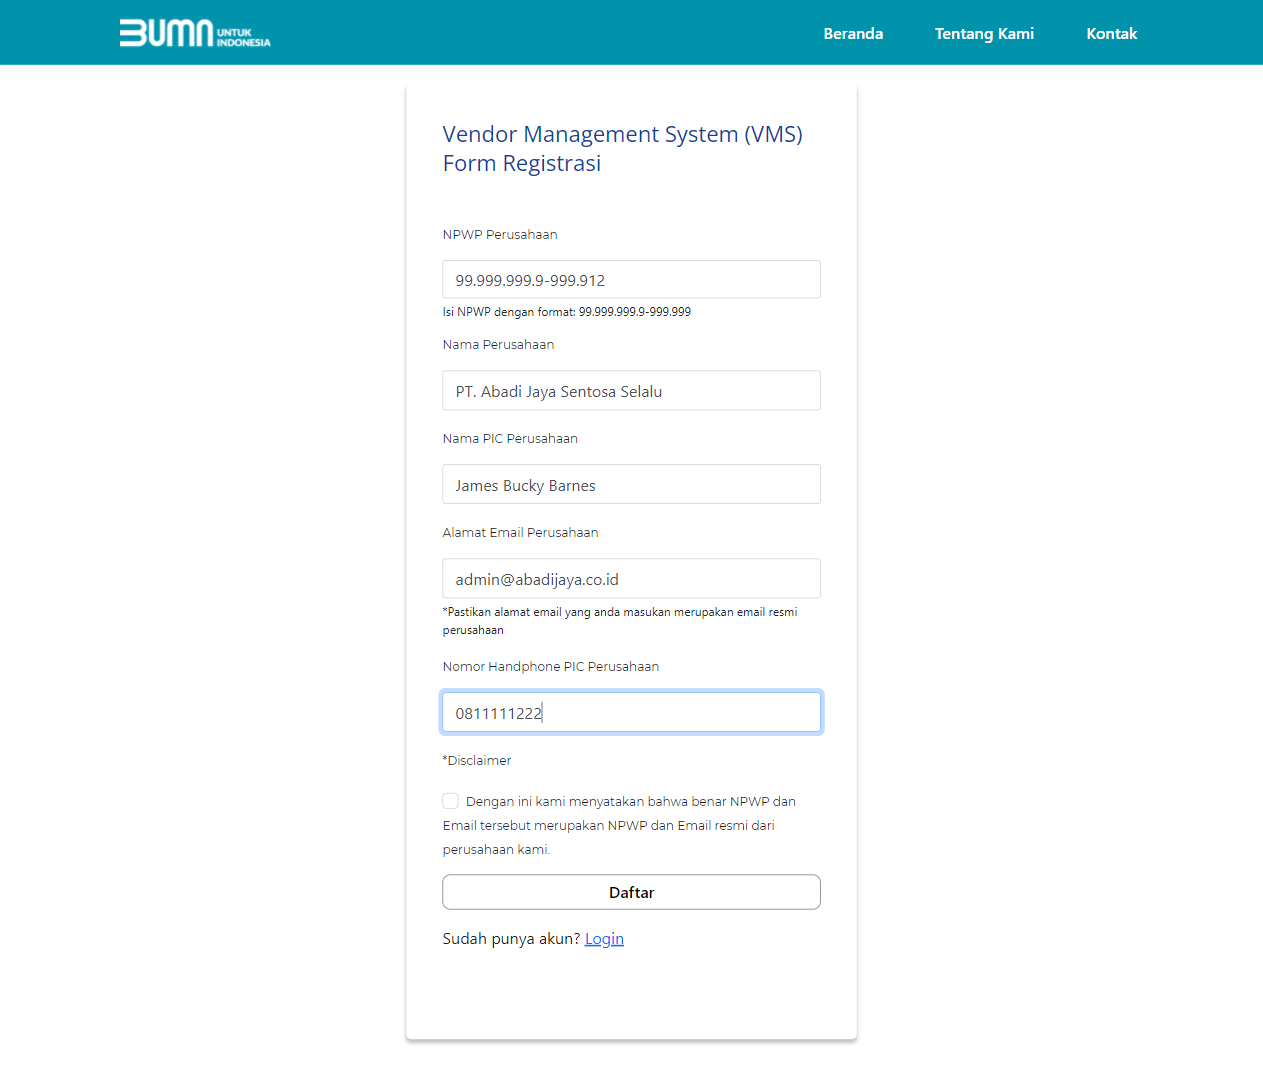 BUMN UNTUK INDONESIA
Beranda Tentang Kami Kontak
Vendor Management System (VMS)
Form Registrasi
NPWP Perusahaan
99.999.999.9-999.912
Isi NPWP dengan format: 99.999.999.9-999.999
Nama Perusahaan
PT. Abadi Jaya Sentosa Selalu
Nama PIC Perusahaan
James Bucky Barnes
Alamat Email Perusahaan
admin@abadijaya.co.id
*Pastikan alamat email yang anda masukan merupakan email resmi
perusahaan
Nomor Handphone PIC Perusahaan
0811111222
*Disclaimer
Dengan ini kami menyatakan bahwa benar NPWP dan
Email tersebut merupakan NPWP dan Email resmi dari
perusahaan kami.
Daftar
Sudah punya akun? Login